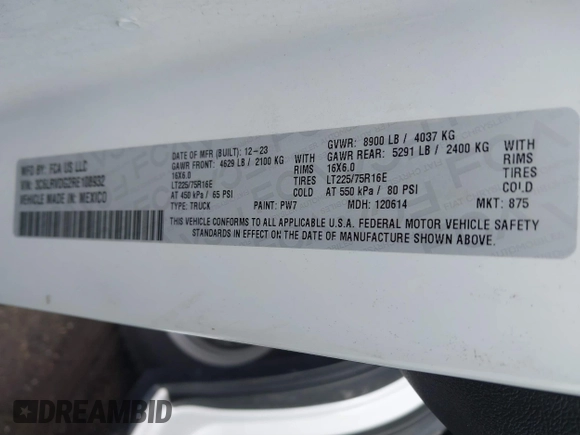 MFD BY: FCA US LLC
VEHICLE MADE IN: MEXICO
DATE OF MFR (BUILT): 12-23
GVWR: 8900 LB / 4037 KG
GAWR FRONT: 4629 LB / 2100 KG WITH
16X6.0 RIMS
LT225/75R16E TIRES
AT 450 kPa / 65 PSI COLD
GAWR REAR: 5291 LB / 2400 KG WITH
16X6.0 RIMS
LT225/75R16E TIRES
AT 550 kPa / 80 PSI COLD
TYPE: TRUCK PAINT: PW7 MDH: 120614 MKT: 875
THIS VEHICLE CONFORMS TO ALL APPLICABLE U.S.A. FEDERAL MOTOR VEHICLE SAFETY
STANDARDS IN EFFECT ON THE DATE OF MANUFACTURE SHOWN ABOVE.
DREAMBID